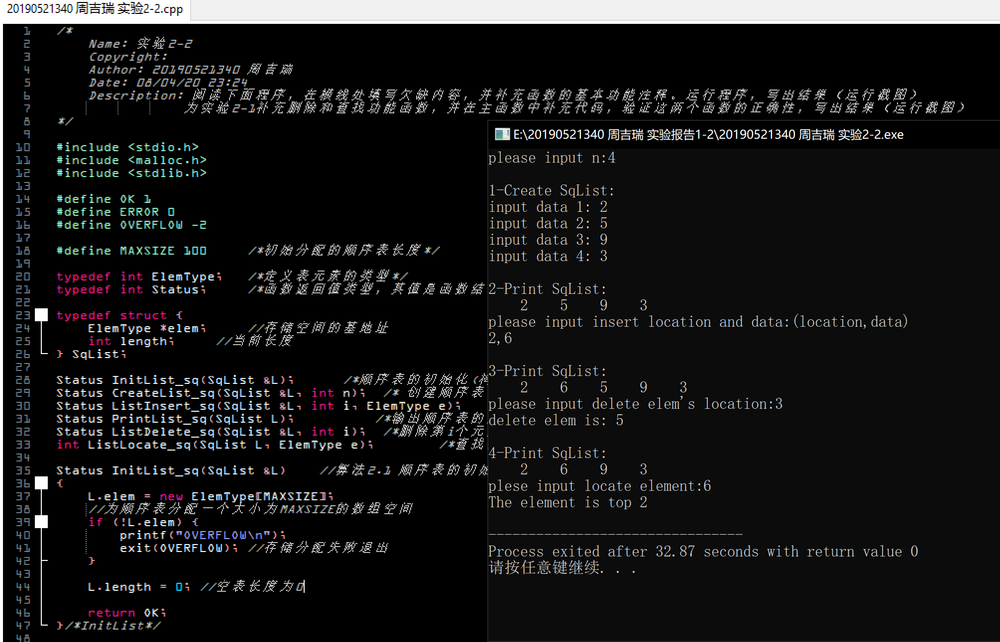 20190521340 周吉瑞 实验2-2.cpp
1 /*
2 Name: 实验2-2
3 Copyright:
4 Author: 20190521340 周吉瑞
5 Date: 08/04/20 23:24
6 Description: 阅读下面程序，在横线处填写欠缺内容，并补充函数的基本功能注释。运行程序，写出结果（运行截图）
7 为实验2-1补充删除和查找功能函数，并在主函数中补充代码，验证这两个函数的正确性，写出结果（运行截图）
8 */
9
10 #include <stdio.h>
11 #include <malloc.h>
12 #include <stdlib.h>
13
14 #define OK 1
15 #define ERROR 0
16 #define OVERFLOW -2
17
18 #define MAXSIZE 100 /*初始分配的顺序表长度*/
19
20 typedef int ElemType; /*定义表元素的类型*/
21 typedef int Status; /*函数返回值类型，其值是函数结
22
23 typedef struct {
24 ElemType *elem; //存储空间的基地址
25 int length; //当前长度
26 } SqList;
27
28 Status InitList_sq(SqList &L); /*顺序表的初始化(
29 Status CreateList_sq(SqList &L, int n); /* 创建顺序表
30 Status ListInsert_sq(SqList &L, int i, ElemType e);
31 Status PrintList_sq(SqList L); /*输出顺序表的
32 Status ListDelete_sq(SqList &L, int i); /*删除第i个元
33 int ListLocate_sq(SqList L, ElemType e); /*查找
34
35 Status InitList_sq(SqList &L) //算法2.1 顺序表的初始
36 {
37 L.elem = new ElemType[MAXSIZE];
38 //为顺序表分配一个大小为MAXSIZE的数组空间
39 if (!L.elem) {
40 printf("OVERFLOW\n");
41 exit(OVERFLOW); //存储分配失败退出
42 }
43
44 L.length = 0; //空表长度为0
45
46 return OK;
47 }/*InitList*/
48
E:\20190521340 周吉瑞 实验报告1-2\20190521340 周吉瑞 实验2-2.exe
please input n:4
1-Create SqList:
input data 1: 2
input data 2: 5
input data 3: 9
input data 4: 3
2-Print SqList:
2 5 9 3
please input insert location and data:(location,data)
2,6
3-Print SqList:
2 6 5 9 3
please input delete elem's location:3
delete elem is: 5
4-Print SqList:
2 6 9 3
plese input locate element:6
The element is top 2
--------------------------------
Process exited after 32.87 seconds with return value 0
请按任意键继续. . .